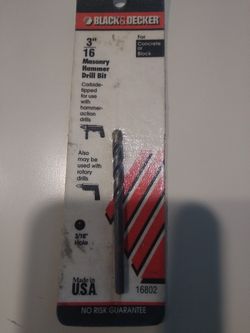 BLACK&DECKER
3"
16
Masonry
Hammer
Drill Bit
For
Concrete or
Block
Carbide-
tipped
for use
with
hammer-
action
drills
Also
may be
used with
rotary
drills
3/16"
Hole
Made in
U.S.A.
16802
NO RISK GUARANTEE